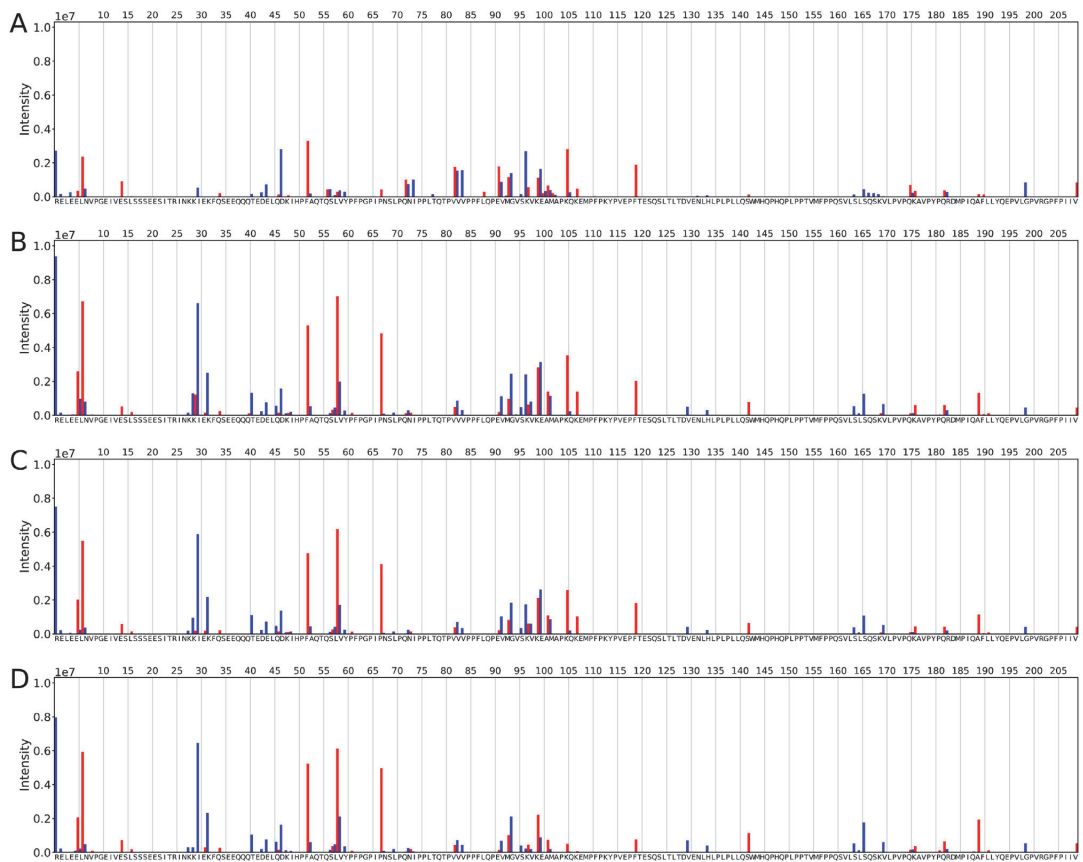 A
1e7
10 15 20 25 30 35 40 45 50 55 60 65 70 75 80 85 90 95 100 105 110 115 120 125 130 135 140 145 150 155 160 165 170 175 180 185 190 195 200 205
1.0
0.8
0.6
0.4
0.2
0.0
Intensity
RELEELNVPGEIVESLSSSEESITRINKKIEKFQSEEQQQTEDELQDKIHPFAQTQSLVYPFPGPIPNSLPQNIPPLTQTPVVVPPFLQPEVMGVSKVKEAMAPKQKEMPFPKYPVEPFTESQSLTLTDVENLHLPLPLLQSWMHQPHQPLPPTVMFPPQSVLSLSQSKVLPVPQKAVPYPQRDMPIQAFLLYQEPVLGPVRGPFPIIV
B
1e7
10 15 20 25 30 35 40 45 50 55 60 65 70 75 80 85 90 95 100 105 110 115 120 125 130 135 140 145 150 155 160 165 170 175 180 185 190 195 200 205
1.0
0.8
0.6
0.4
0.2
0.0
Intensity
RELEELNVPGEIVESLSSSEESITRINKKIEKFQSEEQQQTEDELQDKIHPFAQTQSLVYPFPGPIPNSLPQNIPPLTQTPVVVPPFLQPEVMGVSKVKEAMAPKQKEMPFPKYPVEPFTESQSLTLTDVENLHLPLPLLQSWMHQPHQPLPPTVMFPPQSVLSLSQSKVLPVPQKAVPYPQRDMPIQAFLLYQEPVLGPVRGPFPIIV
C
1e7
10 15 20 25 30 35 40 45 50 55 60 65 70 75 80 85 90 95 100 105 110 115 120 125 130 135 140 145 150 155 160 165 170 175 180 185 190 195 200 205
1.0
0.8
0.6
0.4
0.2
0.0
Intensity
RELEELNVPGEIVESLSSSEESITRINKKIEKFQSEEQQQTEDELQDKIHPFAQTQSLVYPFPGPIPNSLPQNIPPLTQTPVVVPPFLQPEVMGVSKVKEAMAPKQKEMPFPKYPVEPFTESQSLTLTDVENLHLPLPLLQSWMHQPHQPLPPTVMFPPQSVLSLSQSKVLPVPQKAVPYPQRDMPIQAFLLYQEPVLGPVRGPFPIIV
D
1e7
10 15 20 25 30 35 40 45 50 55 60 65 70 75 80 85 90 95 100 105 110 115 120 125 130 135 140 145 150 155 160 165 170 175 180 185 190 195 200 205
1.0
0.8
0.6
0.4
0.2
0.0
Intensity
RELEELNVPGEIVESLSSSEESITRINKKIEKFQSEEQQQTEDELQDKIHPFAQTQSLVYPFPGPIPNSLPQNIPPLTQTPVVVPPFLQPEVMGVSKVKEAMAPKQKEMPFPKYPVEPFTESQSLTLTDVENLHLPLPLLQSWMHQPHQPLPPTVMFPPQSVLSLSQSKVLPVPQKAVPYPQRDMPIQAFLLYQEPVLGPVRGPFPIIV